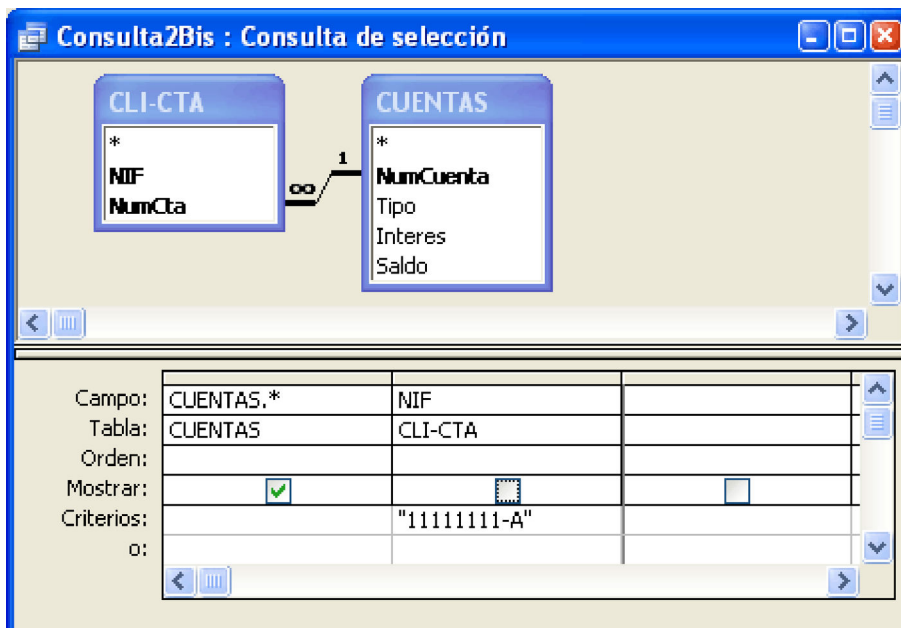 Consulta2Bis : Consulta de selección
CLI-CTA
*
NIF
NumCta
∞
1
CUENTAS
*
NumCuenta
Tipo
Interes
Saldo
Campo: CUENTAS.* NIF
Tabla: CUENTAS CLI-CTA
Orden:
Mostrar:
Criterios: "11111111-A"
o: